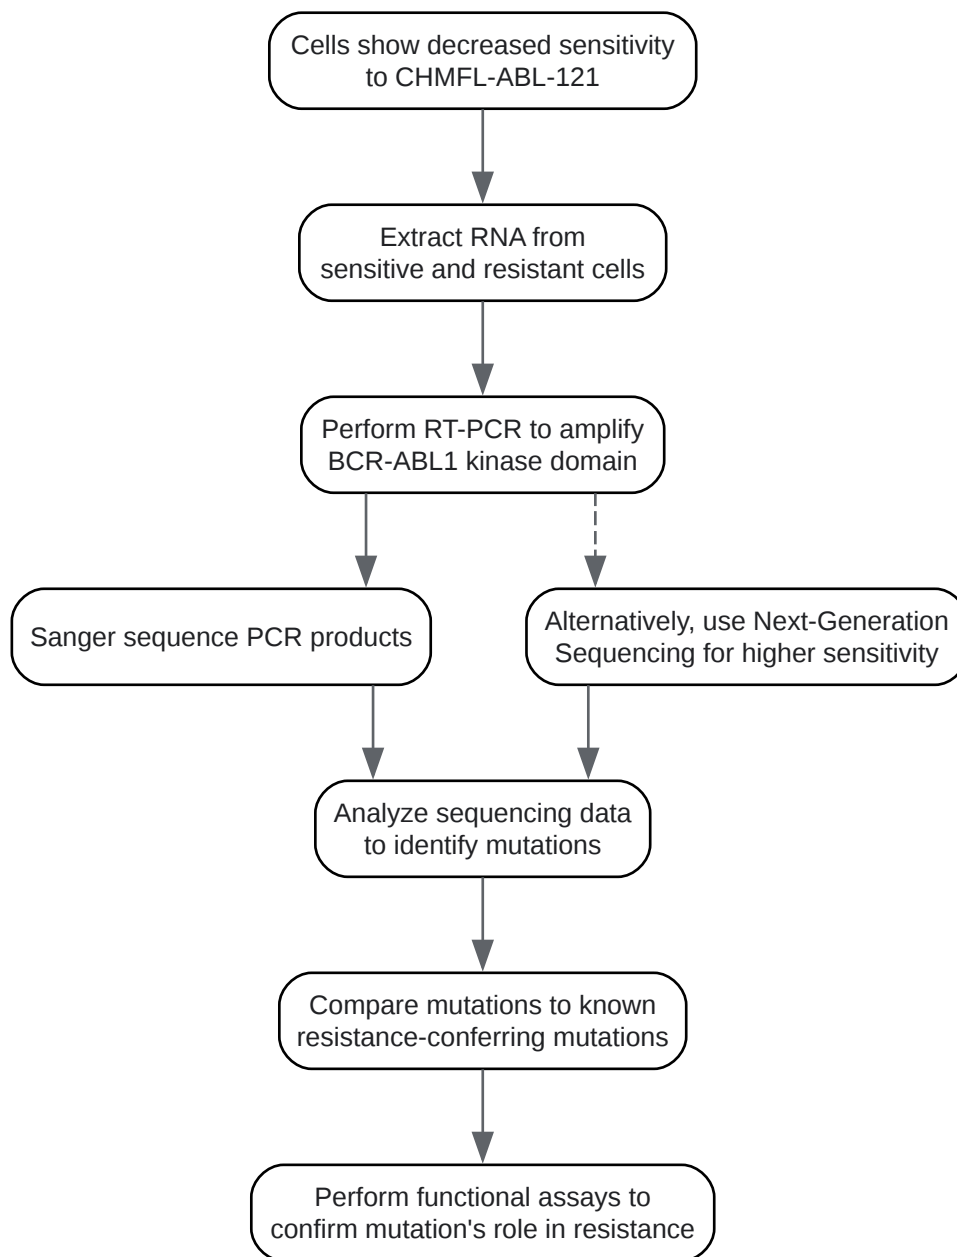 Cells show decreased sensitivity
to CHMFL-ABL-121
Extract RNA from
sensitive and resistant cells
Perform RT-PCR to amplify
BCR-ABL1 kinase domain
Sanger sequence PCR products
Alternatively, use Next-Generation
Sequencing for higher sensitivity
Analyze sequencing data
to identify mutations
Compare mutations to known
resistance-conferring mutations
Perform functional assays to
confirm mutation's role in resistance